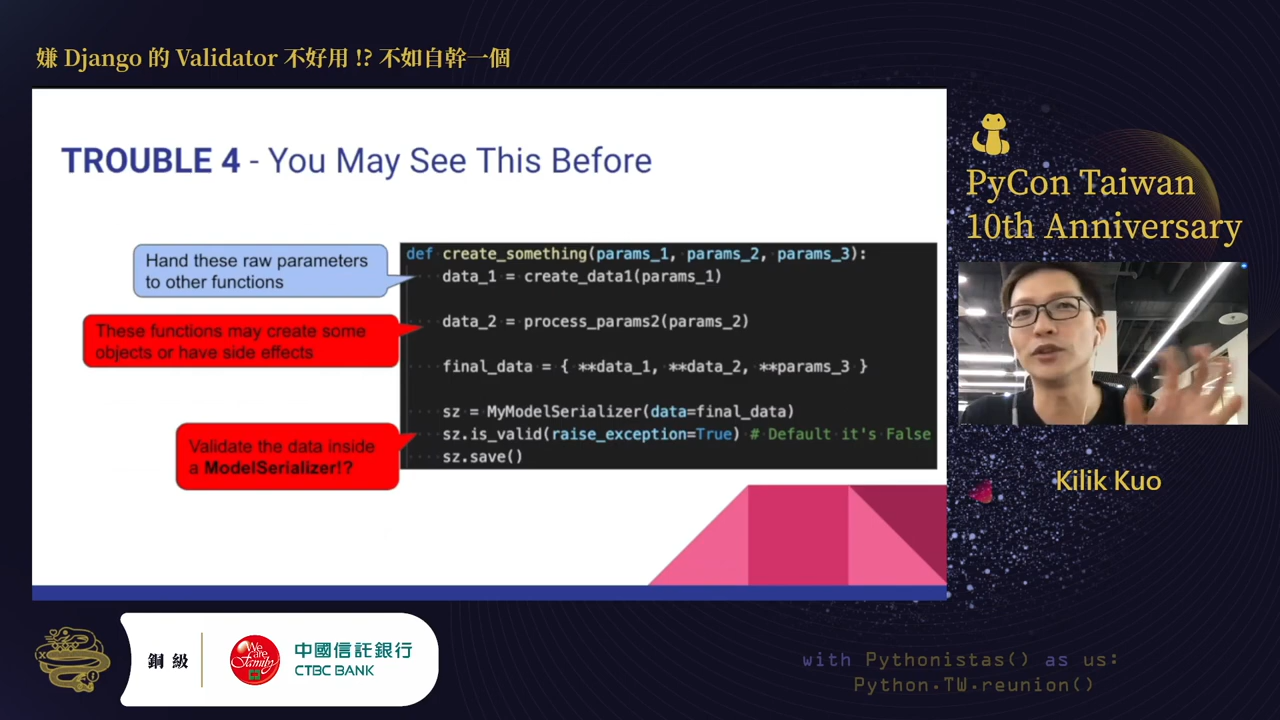 嫌 Django 的 Validator 不好用 !? 不如自幹一個
TROUBLE 4 - You May See This Before
Hand these raw parameters
to other functions
These functions may create some
objects or have side effects
Validate the data inside
a ModelSerializer!?
def create_something(params_1, params_2, params_3):
data_1 = create_data1(params_1)
data_2 = process_params2(params_2)
final_data = { **data_1, **data_2, **params_3 }
sz = MyModelSerializer(data=final_data)
sz.is_valid(raise_exception=True) # Default it's False
sz.save()
PyCon Taiwan
10th Anniversary
Kilik Kuo
銅 級
We
are
Family
中國信託銀行
CTBC BANK
with Pythonistas() as us:
Python.TW.reunion()